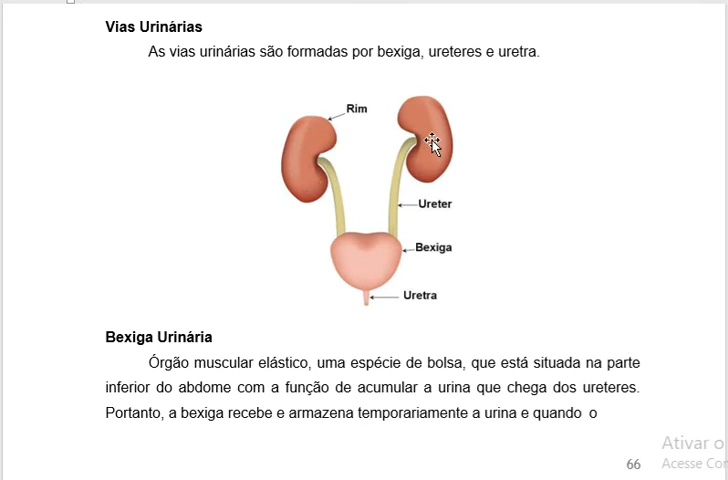 Vias Urinárias
As vias urinárias são formadas por bexiga, ureteres e uretra.
Rim
Ureter
Bexiga
Uretra
Bexiga Urinária
Órgão muscular elástico, uma espécie de bolsa, que está situada na parte
inferior do abdome com a função de acumular a urina que chega dos ureteres.
Portanto, a bexiga recebe e armazena temporariamente a urina e quando o
Ativar o
66
Acesse Con